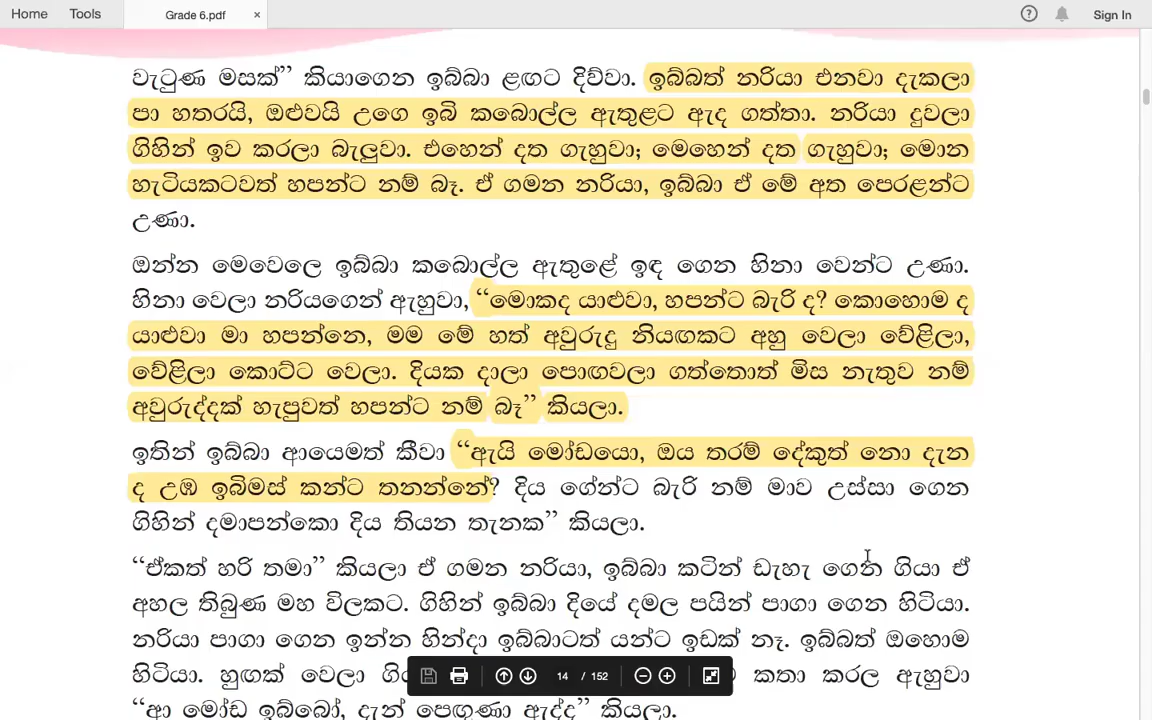 Home Tools Grade 6.pdf × Sign In
වැටුණ මසක්” කියාගෙන ඉබ්බා ළඟට දිව්වා. ඉබ්බත් නරියා එනවා දැකලා
පා හතරයි, ඔළුවයි උගෙ ඉබි කබොල්ල ඇතුළට ඇද ගත්තා. නරියා දුවලා
ගිහින් ඉව කරලා බැලුවා. එහෙන් දත ගැහුවා; මෙහෙන් දත ගැහුවා; මොන
හැටියකටවත් හපන්ට නම් බෑ. ඒ ගමන නරියා, ඉබ්බා ඒ මේ අත පෙරළන්ට
උණා.
ඔන්න මෙවෙලෙ ඉබ්බා කබොල්ල ඇතුළේ ඉඳ ගෙන හිනා වෙන්ට උණා.
හිනා වෙලා නරියගෙන් ඇහුවා, “මොකද යාළුවා, හපන්ට බැරි ද? කොහොම ද
යාළුවා මා හපන්නෙ, මම මේ හත් අවුරුදු නියඟකට අහු වෙලා වේළිලා,
වේළිලා කොට්ට වෙලා. දියක දාලා පොඟවලා ගත්තොත් මිස නැතුව නම්
අවුරුද්දක් හැපුවත් හපන්ට නම් බෑ” කියලා.
ඉතින් ඉබ්බා ආයෙමත් කීවා “ඇයි මෝඩයො, ඔය තරම් දේකුත් නො දැන
ද උඹ ඉබිමස් කන්ට තනන්නේ? දිය ගේන්ට බැරි නම් මාව උස්සා ගෙන
ගිහින් දමාපන්කො දිය තියන තැනක” කියලා.
“ඒකත් හරි තමා” කියලා ඒ ගමන නරියා, ඉබ්බා කටින් ඩැහැ ගෙන ගියා ඒ
අහල තිබුණ මහ විලකට. ගිහින් ඉබ්බා දියේ දමල පයින් පාගා ගෙන හිටියා.
නරියා පාගා ගෙන ඉන්න හින්දා ඉබ්බාටත් යන්ට ඉඩක් නෑ. ඉබ්බත් ඔහොම
හිටියා. හුඟක් වෙලා කතා කරල ඇහුවා
14 / 152
“ආ මෝඩ ඉබ්බෝ, දැන් පෙඟුණා ඇද්ද” කියලා.